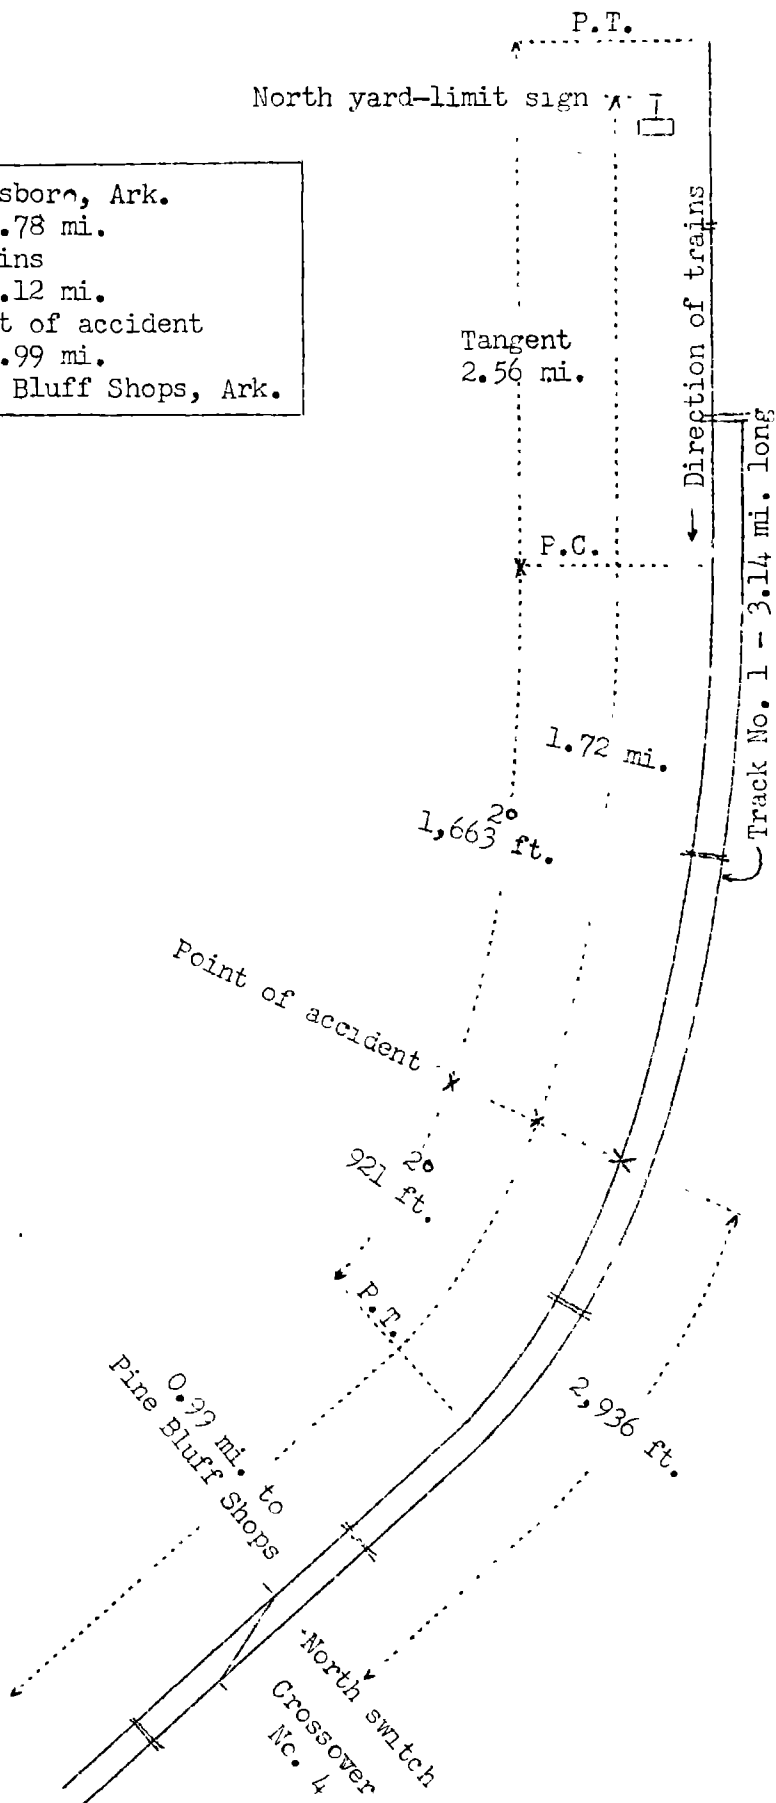 P.T.
North yard-limit sign
sboro, Ark.
.78 mi.
ins
.12 mi.
t of accident
.99 mi.
Bluff Shops, Ark.
Direction of trains
Tangent
2.56 mi.
P.C.
Track No. 1 - 3.14 mi. long
1.72 mi.
2°
1,663 ft.
Point of accident
2°
921 ft.
P.T.
0.99 mi. to
Pine Bluff Shops
2,936 ft.
North switch
Crossover
No. 4